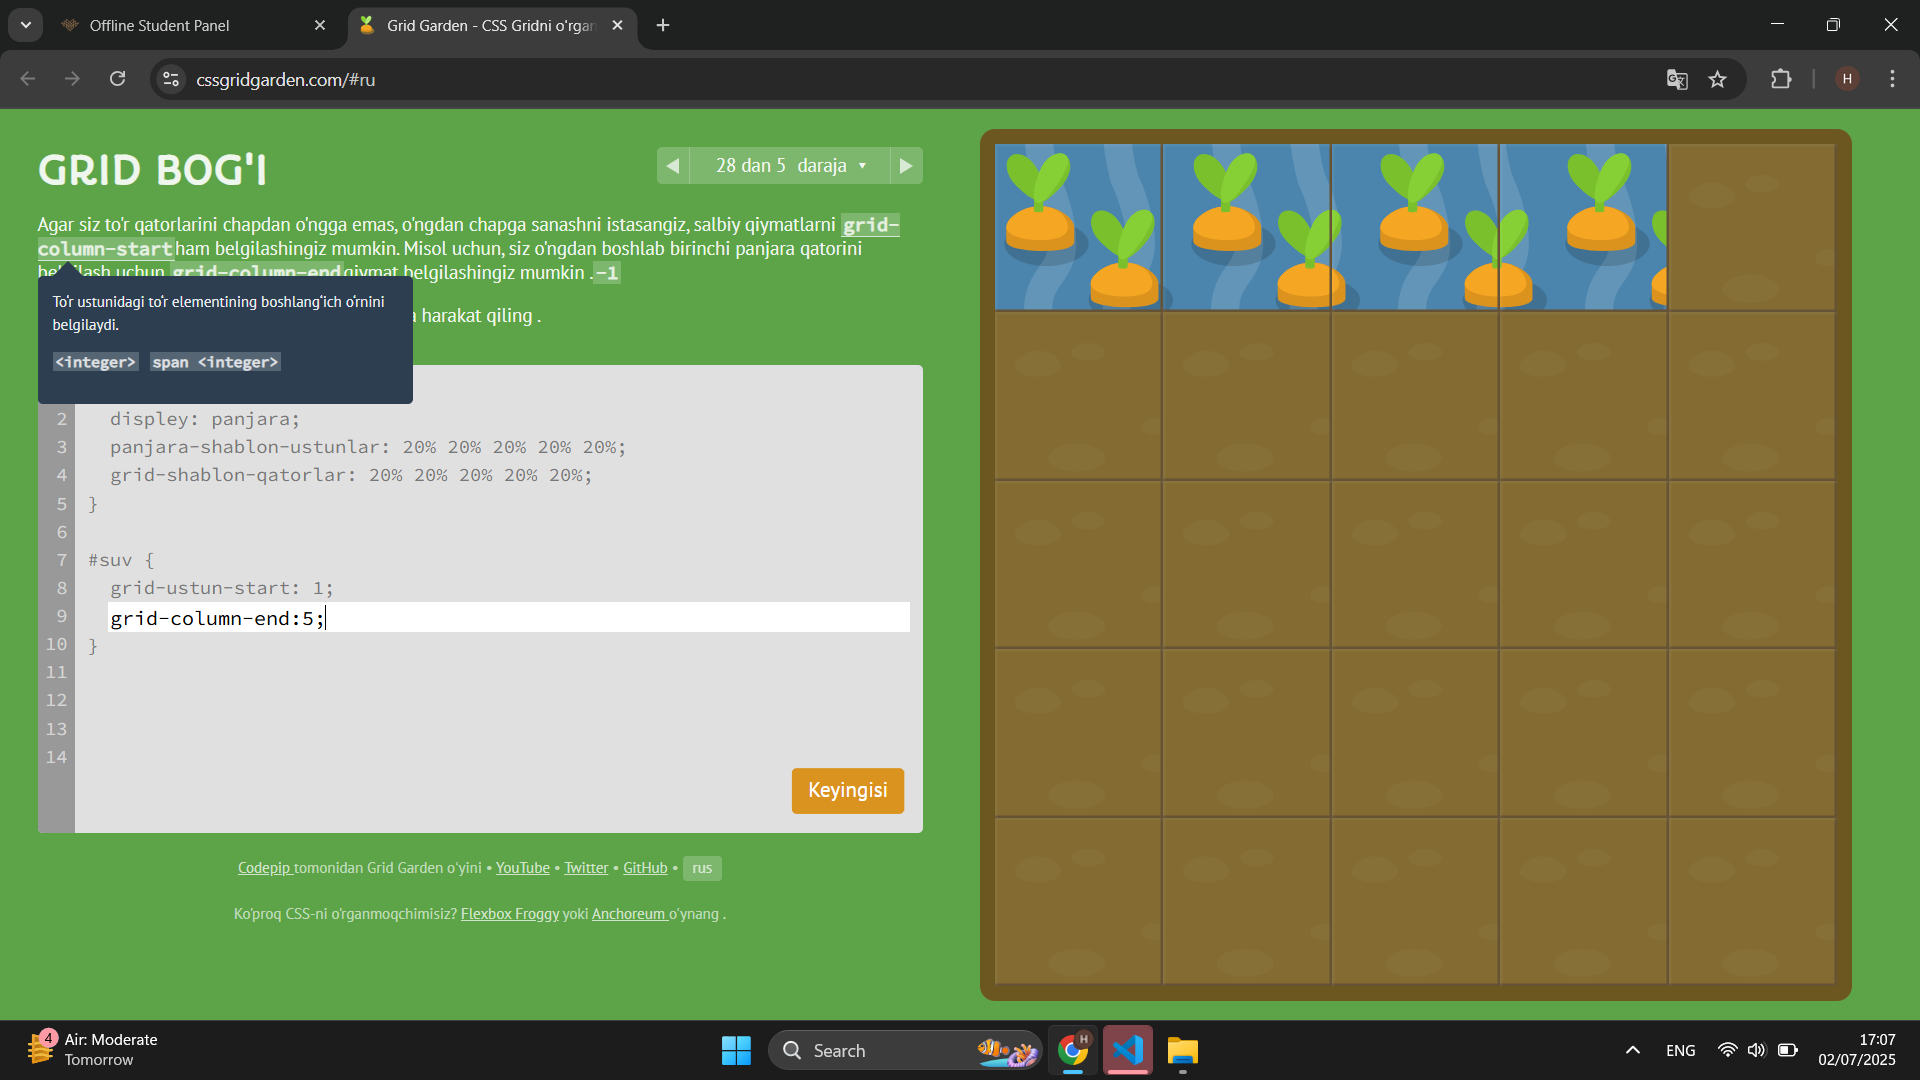 Offline Student Panel
Grid Garden - CSS Gridni o'rgan
cssgridgarden.com/#ru
H
GRID BOG'I
28 dan 5 daraja
Agar siz to'r qatorlarini chapdan o'ngga emas, o'ngdan chapga sanashni istasangiz, salbiy qiymatlarni grid-
column-start ham belgilashingiz mumkin. Misol uchun, siz o'ngdan boshlab birinchi panjara qatorini
belgilash uchun grid-column-end qiymat belgilashingiz mumkin . -1
harakat qiling .
To'r ustunidagi to'r elementining boshlang'ich o'rnini
belgilaydi.
<integer> span <integer>
2 displey: panjara;
3 panjara-shablon-ustunlar: 20% 20% 20% 20% 20%;
4 grid-shablon-qatorlar: 20% 20% 20% 20% 20%;
5 }
6
7 #suv {
8 grid-ustun-start: 1;
9 grid-column-end:5;
10 }
11
12
13
14
Keyingisi
Codepip tomonidan Grid Garden o'yini • YouTube • Twitter • GitHub • rus
Ko'proq CSS-ni o'rganmoqchimisiz? Flexbox Froggy yoki Anchoreum o'ynang .
4
Air: Moderate
Tomorrow
Search
H
ENG
17:07
02/07/2025